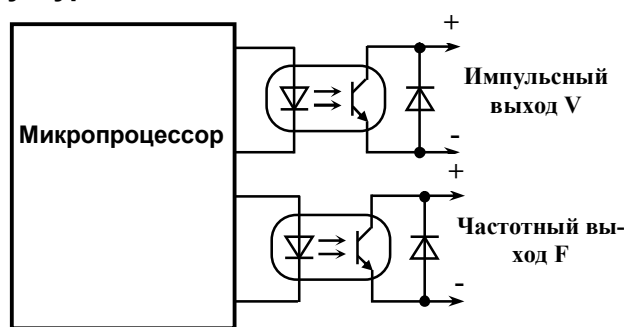 Микропроцессор
+
Импульсный
выход V
-
+
Частотный вы-
ход F
-